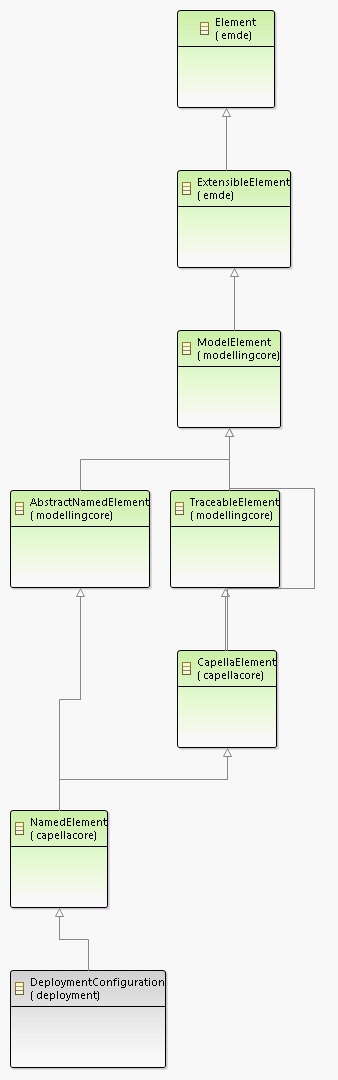 Element
( emde)
ExtensibleElement
( emde)
ModelElement
( modellingcore)
AbstractNamedElement
( modellingcore)
TraceableElement
( modellingcore)
CapellaElement
( capellacore)
NamedElement
( capellacore)
DeploymentConfiguration
( deployment)